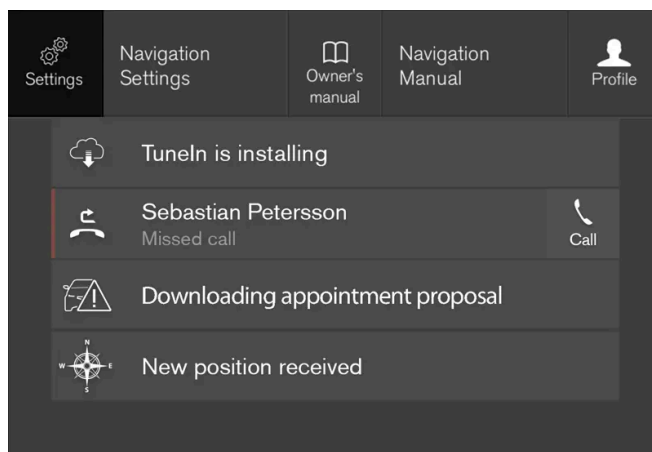 Settings
Navigation
Settings
Owner's
manual
Navigation
Manual
Profile
TuneIn is installing
Sebastian Petersson
Missed call
Call
Downloading appointment proposal
N
W E
S
New position received